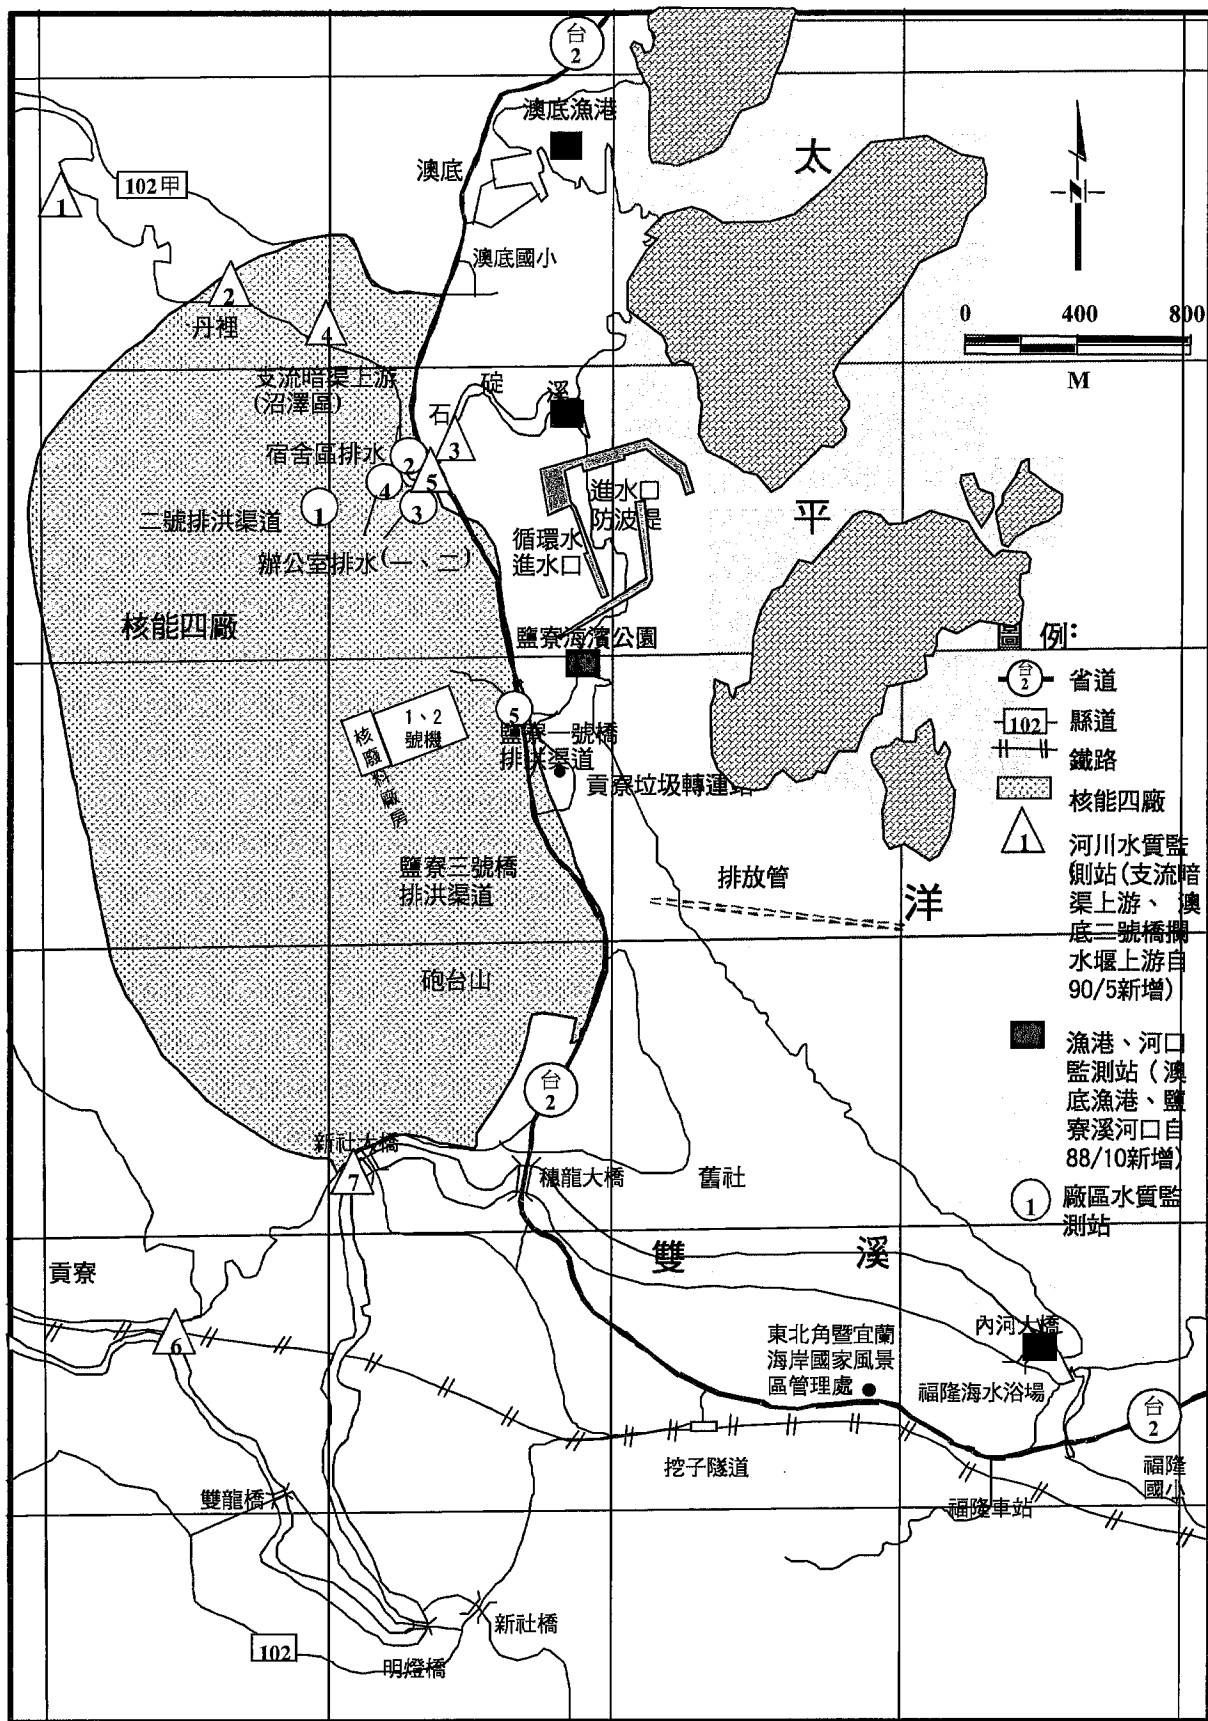 台
2
澳底漁港
太
澳底
102甲
1
N
澳底國小
2
丹裡
4
0 400 800
M
支流暗渠上游
(沼澤區)
石 碇 溪
3
宿舍區排水
2
5
4
1
3
二號排洪渠道
進水口
防波堤
平
循環水
進水口
辦公室排水(一、二)
核能四廠
鹽寮海濱公園
圖 例:
台
2
省道
102
縣道
鐵路
核能四廠
1
河川水質監
測站(支流暗
渠上游、 澳
底二號橋攔
水堰上游自
90/5新增)
漁港、河口
監測站(澳
底漁港、鹽
寮溪河口自
88/10新增)
1
廠區水質監
測站
1、2
號機
核廢料廠房
5
鹽寮一號橋
排洪渠道
貢寮垃圾轉運站
鹽寮三號橋
排洪渠道
排放管
洋
砲台山
台
2
新社大橋
7
穗龍大橋
舊社
雙 溪
貢寮
6
東北角暨宜蘭
海岸國家風景
區管理處
內河大橋
福隆海水浴場
台
2
福隆
國小
挖子隧道
福隆車站
雙龍橋
新社橋
102
明燈橋